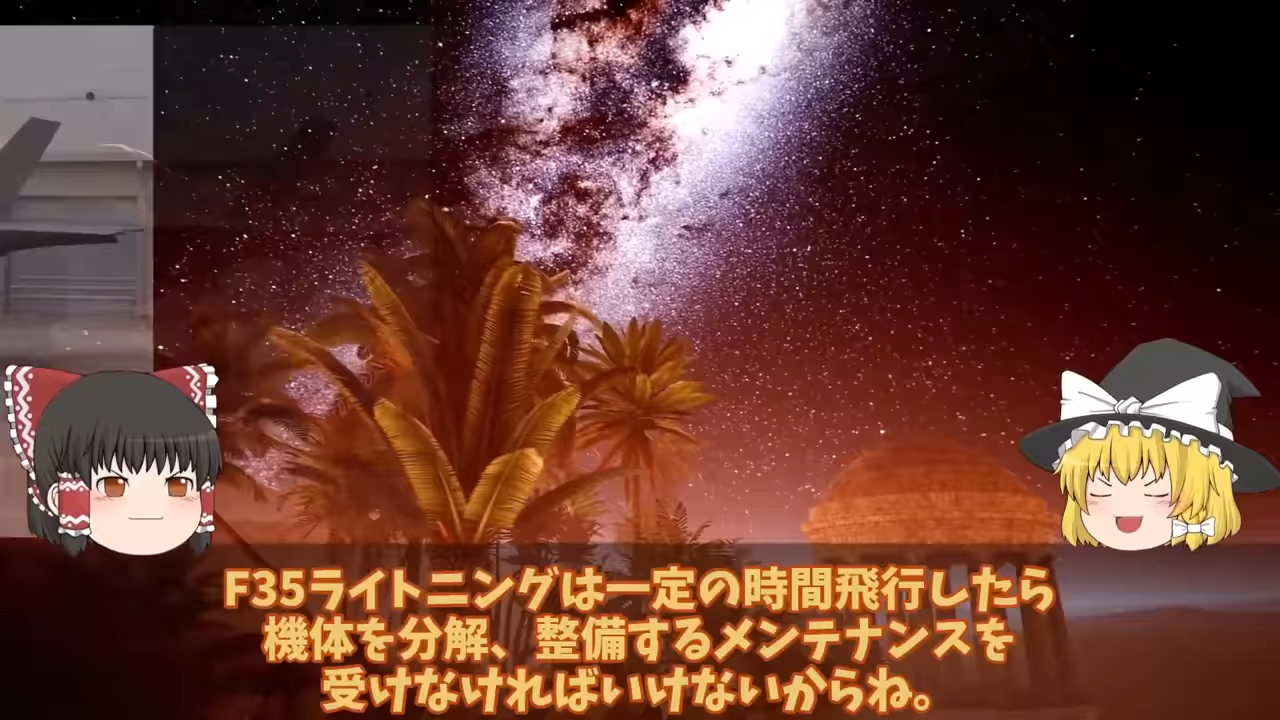 F35ライトニングは一定の時間飛行したら
機体を分解、整備するメンテナンスを
受けなければいけないからね。